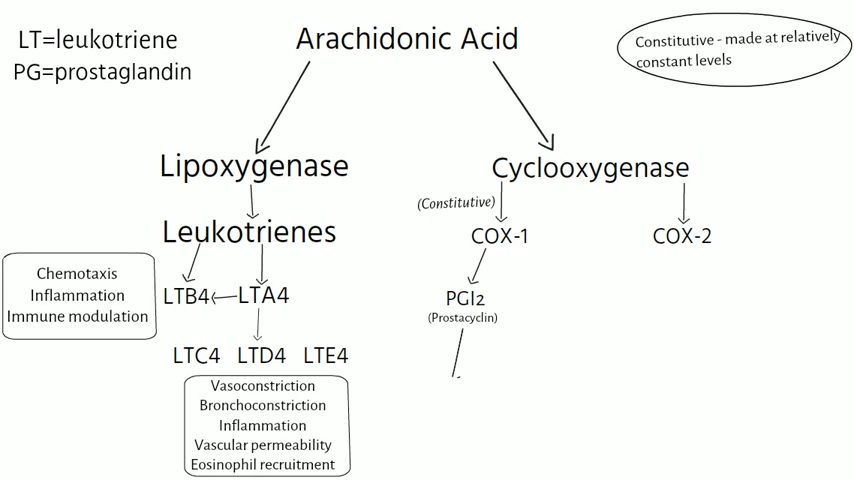 LT=leukotriene
PG=prostaglandin
Arachidonic Acid
Constitutive - made at relatively
constant levels
Lipoxygenase
Cyclooxygenase
(Constitutive)
Leukotrienes
COX-1
COX-2
Chemotaxis
Inflammation
Immune modulation
LTB4
LTA4
PGI2
(Prostacyclin)
LTC4 LTD4 LTE4
Vasoconstriction
Bronchoconstriction
Inflammation
Vascular permeability
Eosinophil recruitment